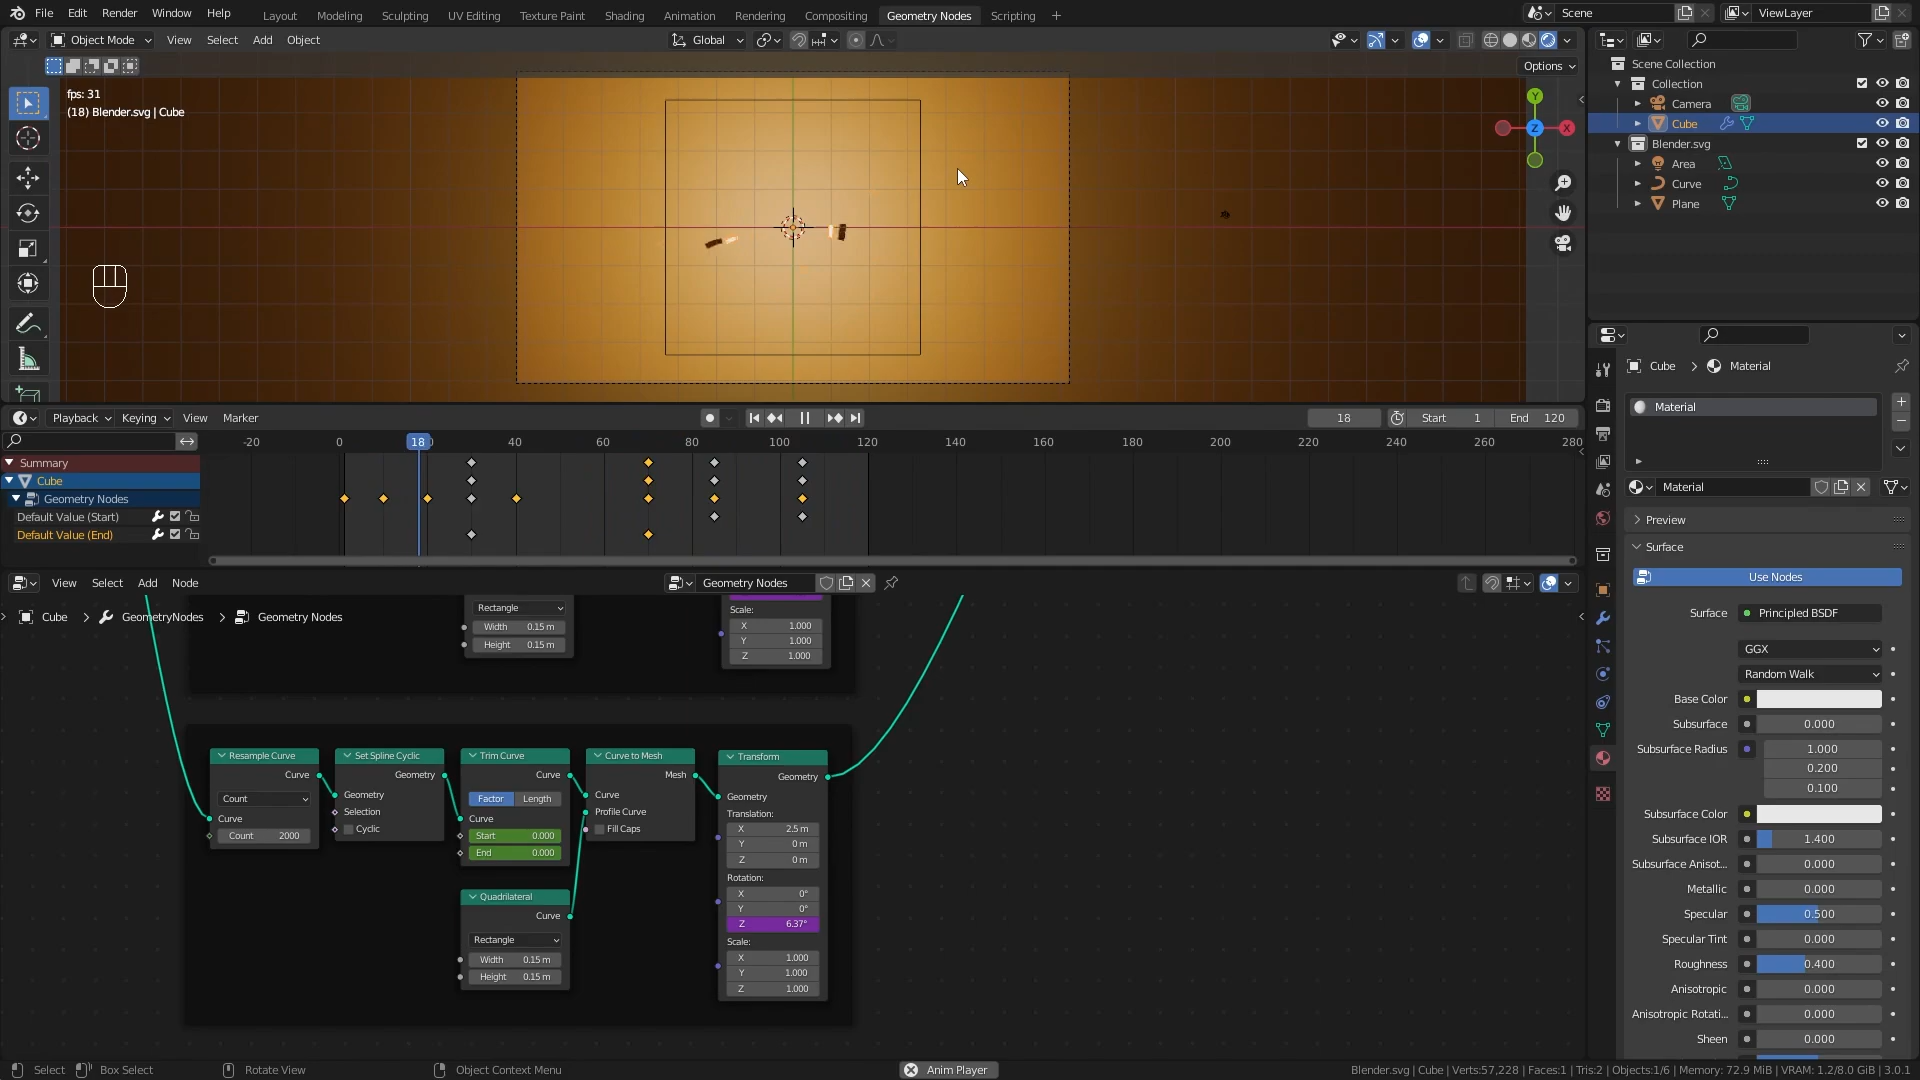 File Edit Render Window Help
Layout Modeling Sculpting UV Editing Texture Paint Shading Animation Rendering Compositing Geometry Nodes Scripting +
Scene ViewLayer
Object Mode View Select Add Object
Global
Options
fps: 31
(18) Blender.svg | Cube
Y
X
Z
Scene Collection
Collection
Camera
Cube
Blender.svg
Area
Curve
Plane
Playback Keying View Marker
18 Start 1 End 120
-20 0 18 40 60 80 100 120 140 160 180 200 220 240 260 280
Summary
Cube
Geometry Nodes
Default Value (Start)
Default Value (End)
View Select Add Node
Geometry Nodes
Cube > GeometryNodes > Geometry Nodes
Rectangle
Width 0.15 m
Height 0.15 m
Scale:
X 1.000
Y 1.000
Z 1.000
Resample Curve
Curve
Count
Curve
Count 2000
Set Spline Cyclic
Geometry
Geometry
Selection
Cyclic
Trim Curve
Curve
Factor Length
Curve
Start 0.000
End 0.000
Quadrilateral
Curve
Rectangle
Width 0.15 m
Height 0.15 m
Curve to Mesh
Mesh
Curve
Profile Curve
Fill Caps
Transform
Geometry
Geometry
Translation:
X 2.5 m
Y 0 m
Z 0 m
Rotation:
X 0°
Y 0°
Z 6.37°
Scale:
X 1.000
Y 1.000
Z 1.000
Cube > Material
Material
Material
Preview
Surface
Use Nodes
Surface Principled BSDF
GGX
Random Walk
Base Color
Subsurface 0.000
Subsurface Radius 1.000
0.200
0.100
Subsurface Color
Subsurface IOR 1.400
Subsurface Anisot... 0.000
Metallic 0.000
Specular 0.500
Specular Tint 0.000
Roughness 0.400
Anisotropic 0.000
Anisotropic Rotati... 0.000
Sheen 0.000
Select Box Select Rotate View Object Context Menu Anim Player Blender.svg | Cube | Verts:57,228 | Faces:1 | Tris:2 | Objects:1/6 | Memory: 72.9 MiB | VRAM: 1.2/8.0 GiB | 3.0.1